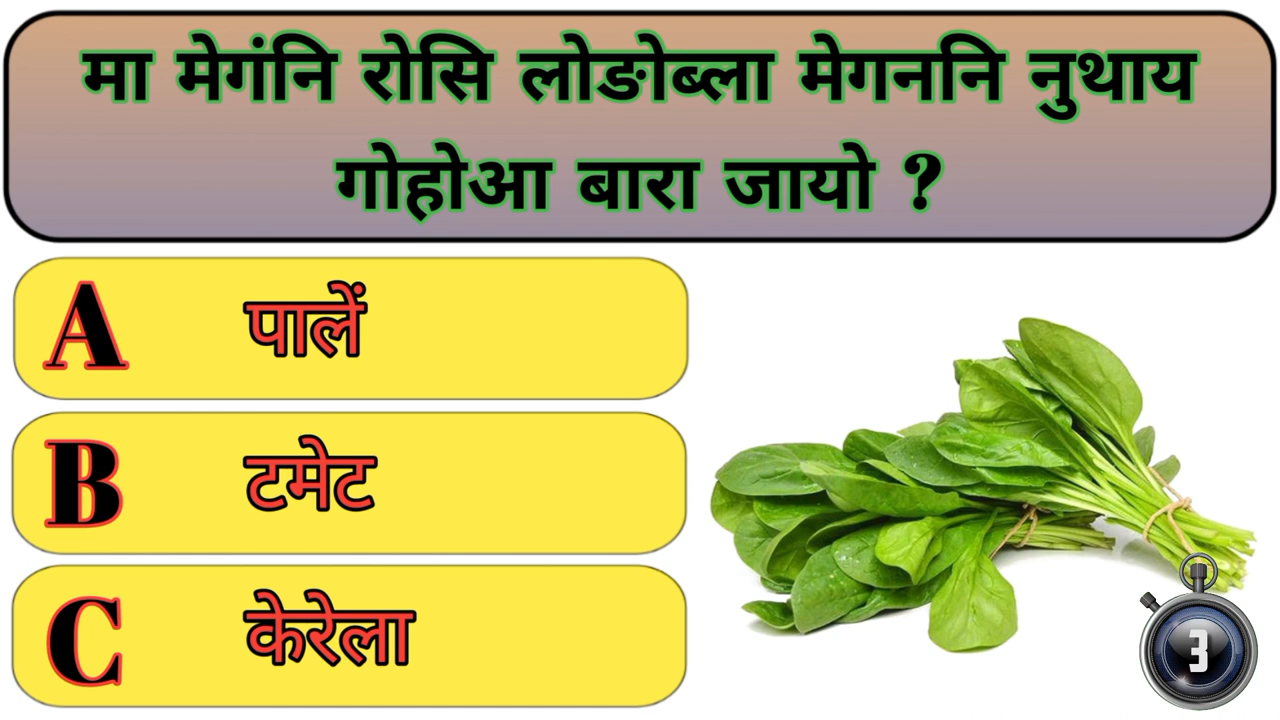 मा मेगंनि रोसि लोङोब्ला मेगननि नुथाय
गोहोआ बारा जायो ?
A पालें
B टमेट
C केरेला
3